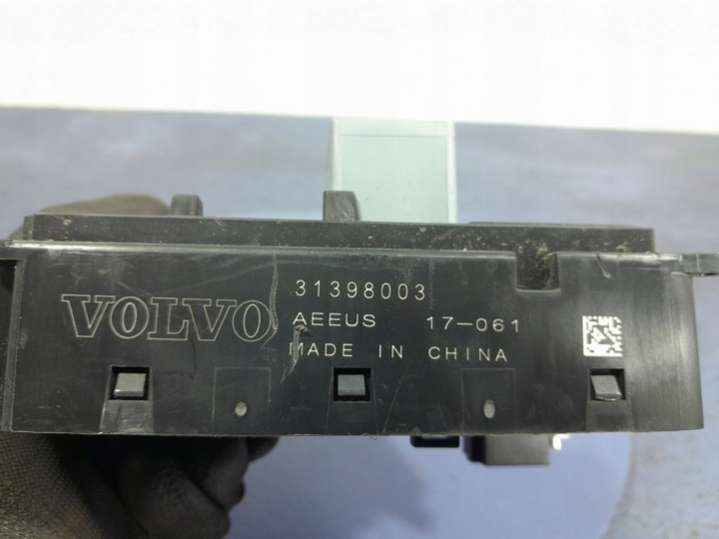 VOLVO
31398003
AEEUS 17-061
MADE IN CHINA